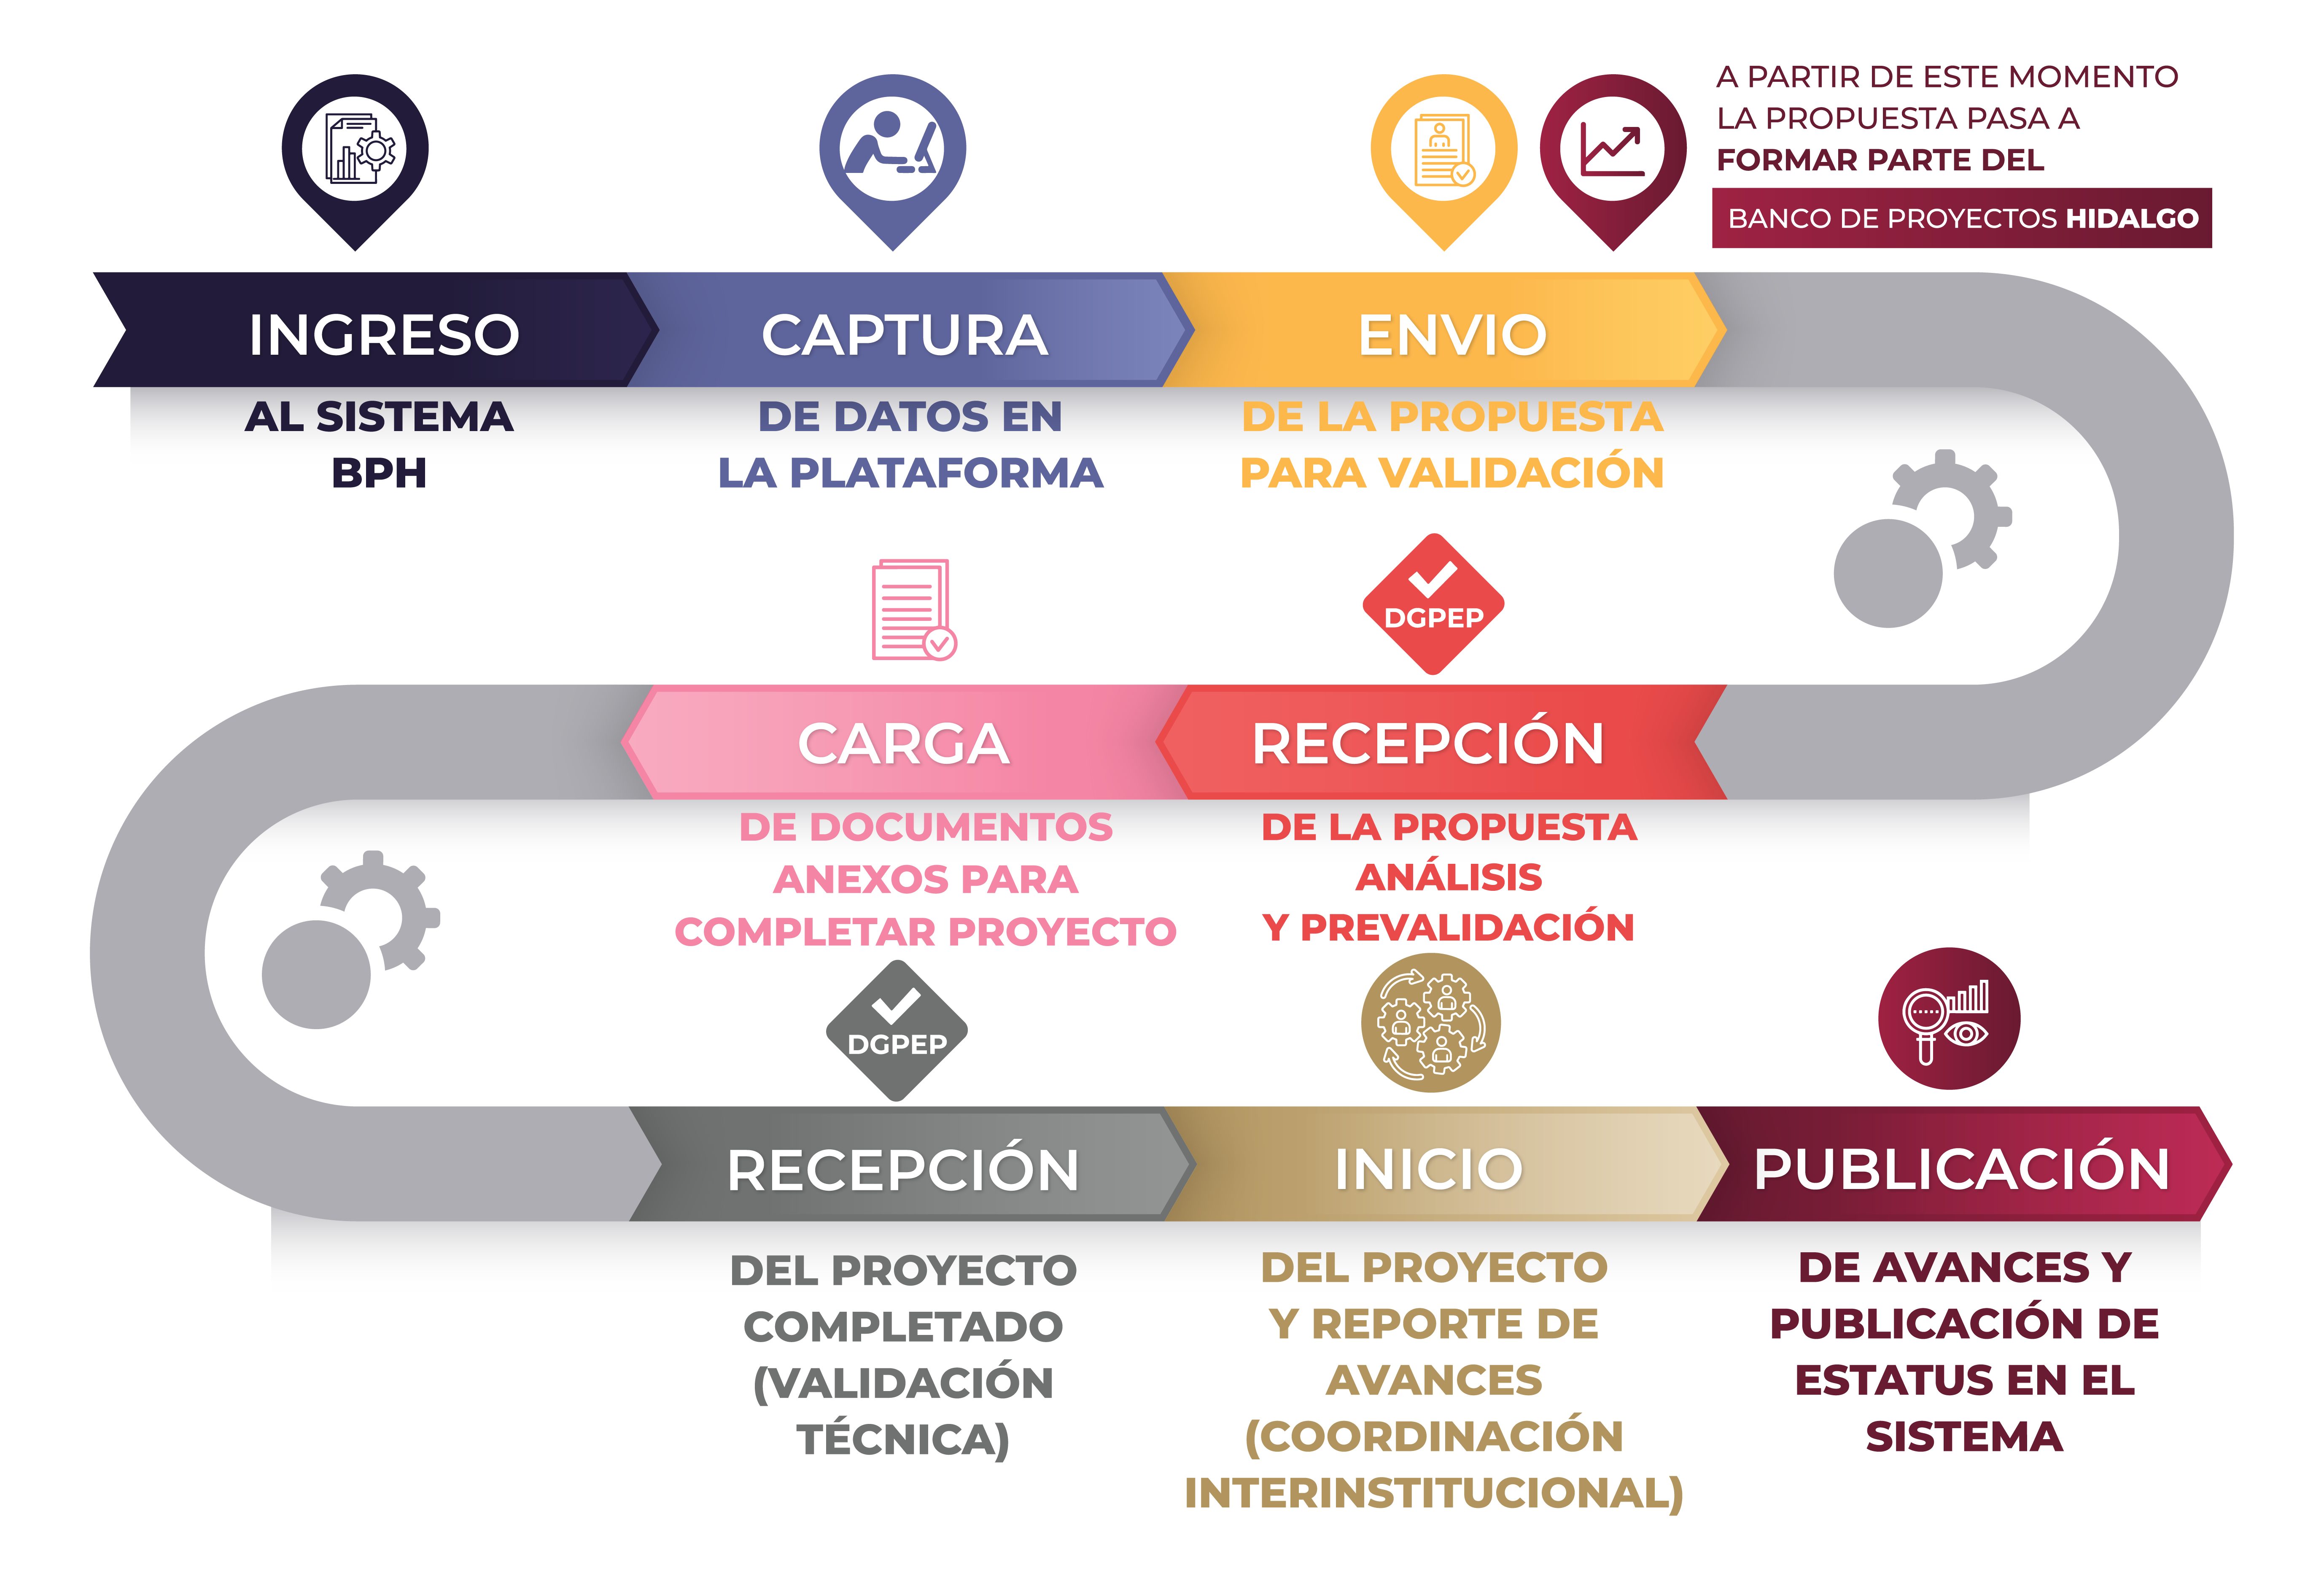 A PARTIR DE ESTE MOMENTO
LA PROPUESTA PASA A
FORMAR PARTE DEL
BANCO DE PROYECTOS HIDALGO
INGRESO
AL SISTEMA
BPH
CAPTURA
DE DATOS EN
LA PLATAFORMA
ENVIO
DE LA PROPUESTA
PARA VALIDACIÓN
DGPEP
RECEPCIÓN
DE LA PROPUESTA
ANÁLISIS
Y PREVALIDACIÓN
CARGA
DE DOCUMENTOS
ANEXOS PARA
COMPLETAR PROYECTO
DGPEP
RECEPCIÓN
DEL PROYECTO
COMPLETADO
(VALIDACIÓN
TÉCNICA)
INICIO
DEL PROYECTO
Y REPORTE DE
AVANCES
(COORDINACIÓN
INTERINSTITUCIONAL)
PUBLICACIÓN
DE AVANCES Y
PUBLICACIÓN DE
ESTATUS EN EL
SISTEMA